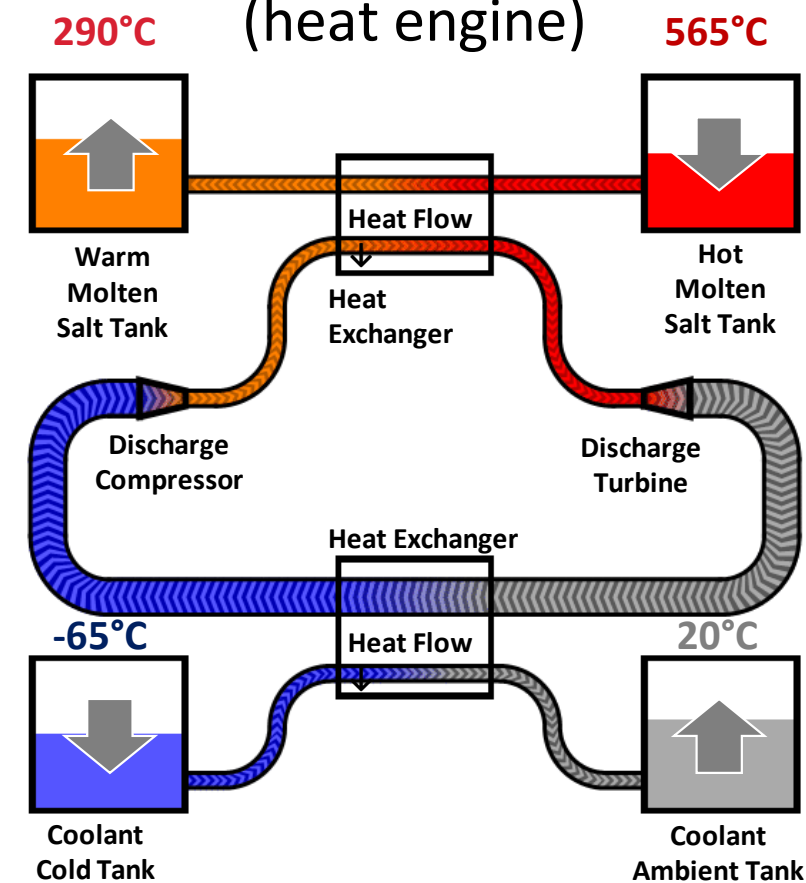 (heat engine)
290°C
565°C
Heat Flow
Warm
Molten
Salt Tank
Heat
Exchanger
Hot
Molten
Salt Tank
Discharge
Compressor
Discharge
Turbine
Heat Exchanger
-65°C
Heat Flow
20°C
Coolant
Cold Tank
Coolant
Ambient Tank